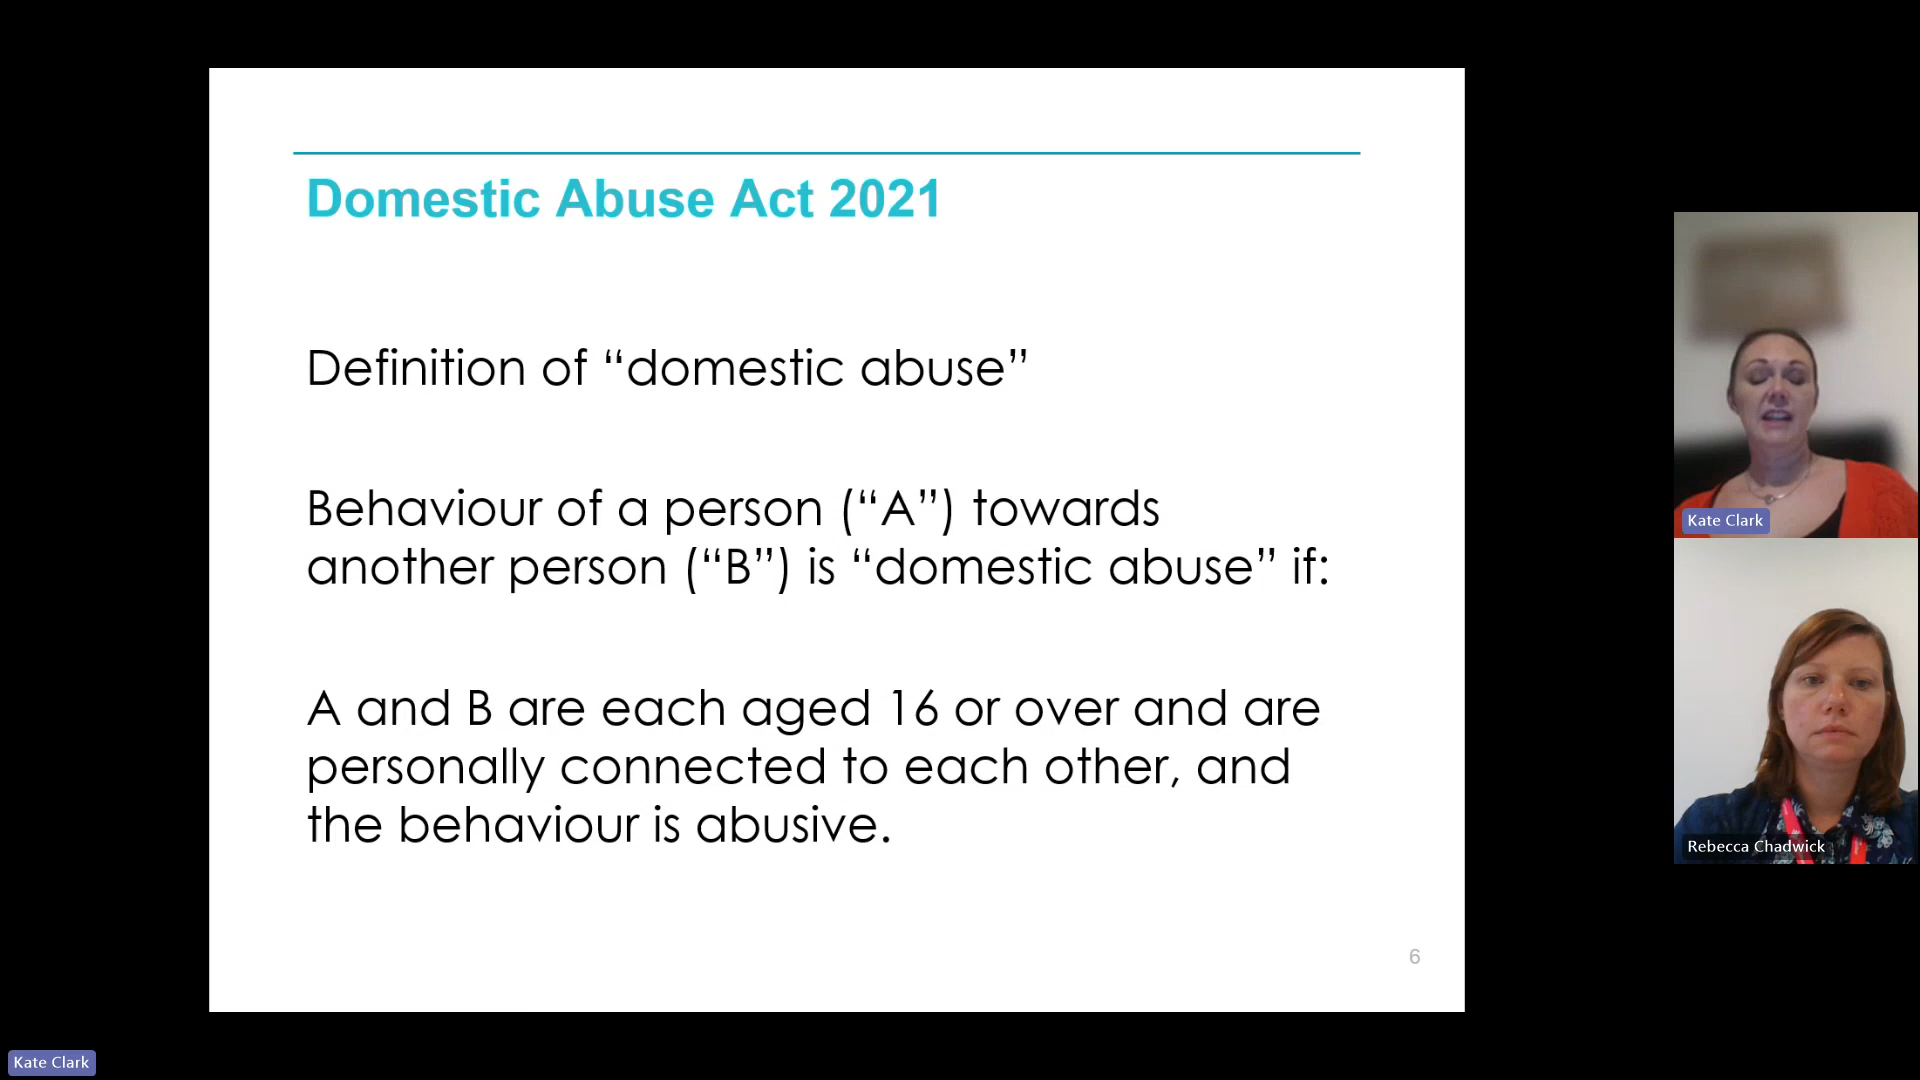 Domestic Abuse Act 2021
Definition of “domestic abuse”
Behaviour of a person (“A”) towards
another person (“B”) is “domestic abuse” if:
A and B are each aged 16 or over and are
personally connected to each other, and
the behaviour is abusive.
6
Kate Clark
Rebecca Chadwick
Kate Clark